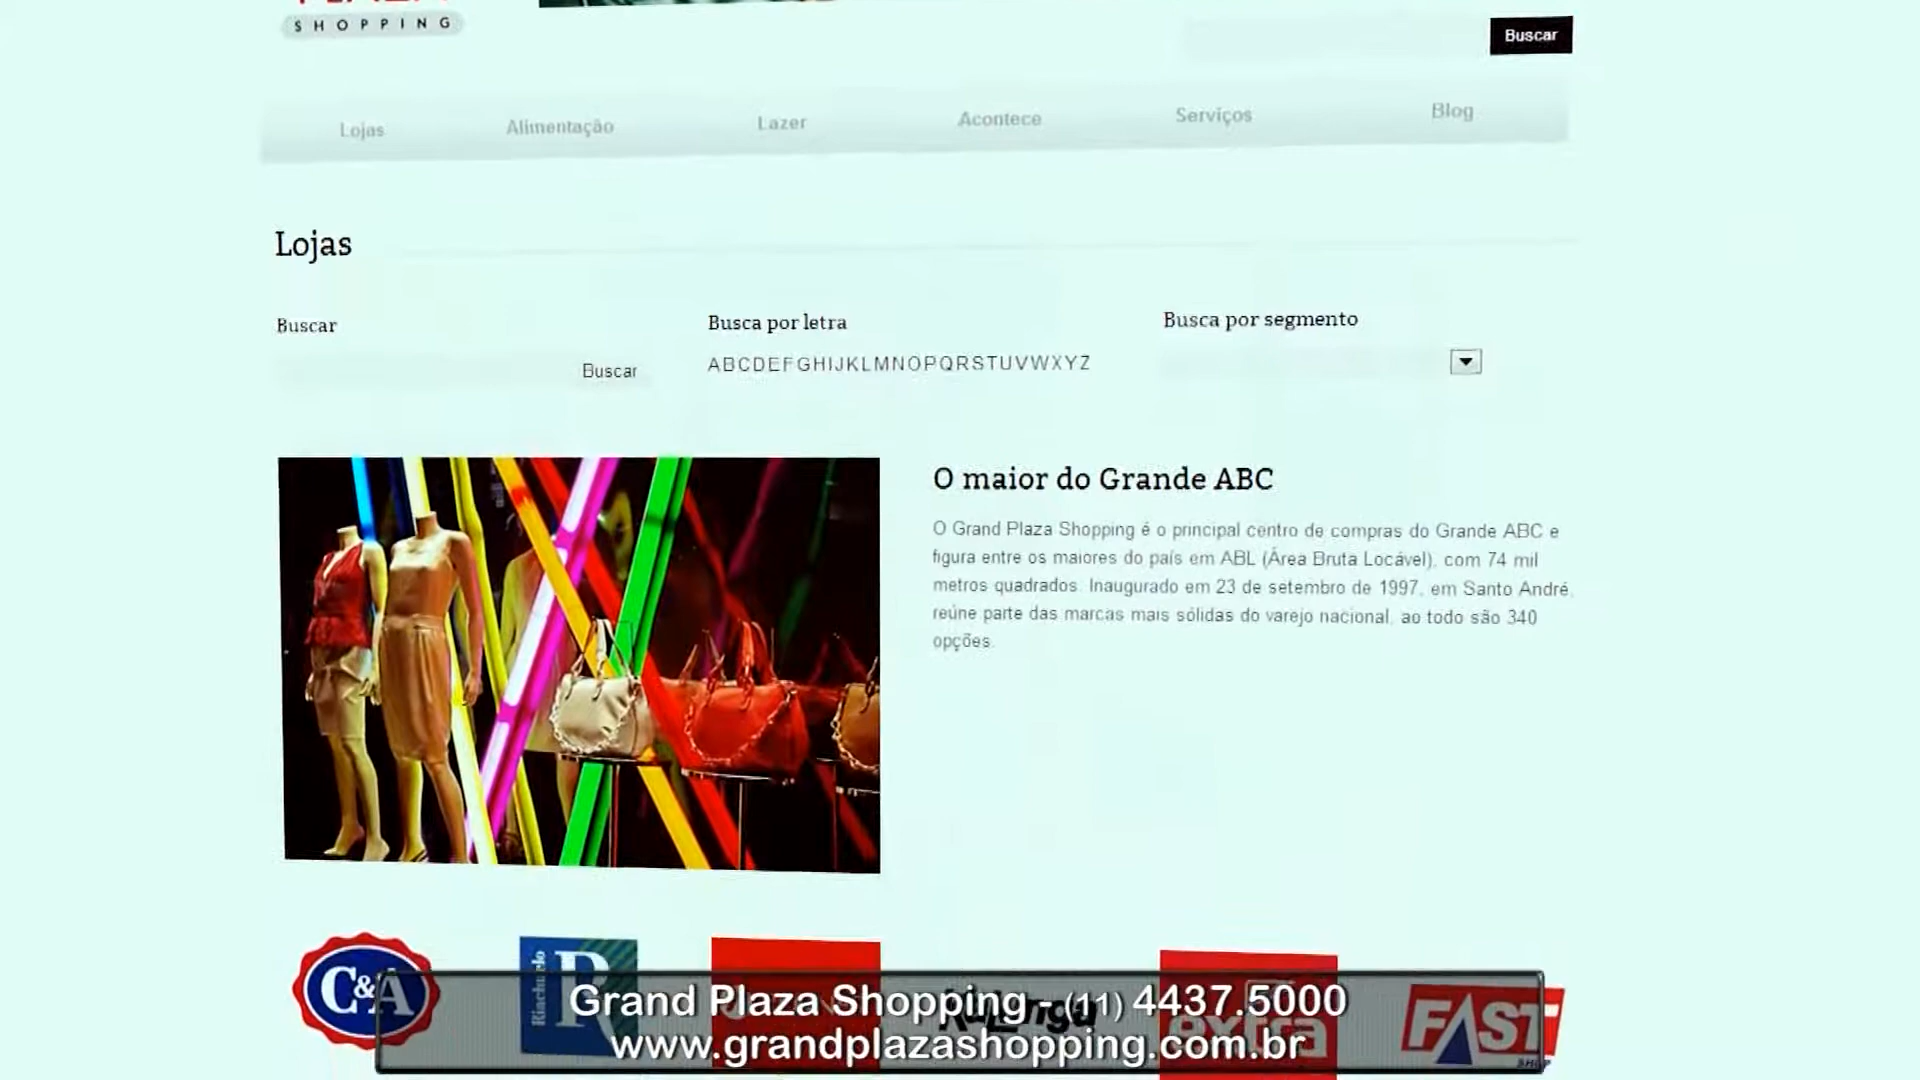 SHOPPING
Buscar
Lojas Alimentação Lazer Acontece Serviços Blog
Lojas
Buscar
Busca por letra
Busca por segmento
Buscar
ABCDEFGHIJKLMNOPQRSTUVWXYZ
O maior do Grande ABC
O Grand Plaza Shopping é o principal centro de compras do Grande ABC e
figura entre os maiores do país em ABL (Área Bruta Locável), com 74 mil
metros quadrados. Inaugurado em 23 de setembro de 1997, em Santo André,
reúne parte das marcas mais sólidas do varejo nacional, ao todo são 340
opções.
C&A
Riachuelo R
Kalunga
extra
FAST SHOP
Grand Plaza Shopping - (11) 4437.5000
www.grandplazashopping.com.br